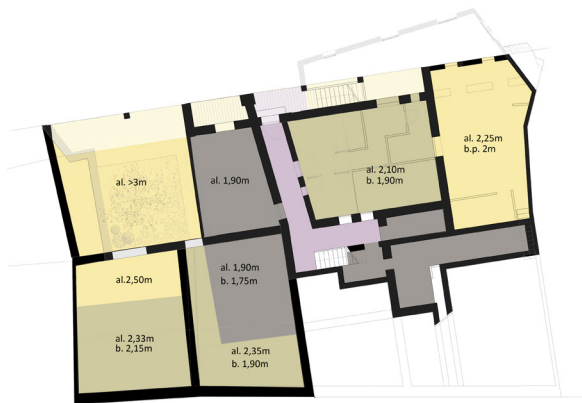 al. 2,25m
b.p. 2m
al. >3m
al. 1,90m
al. 2,10m
b. 1,90m
al.2,50m
al. 1,90m
b. 1,75m
al. 2,33m
b. 2,15m
al. 2,35m
b. 1,90m